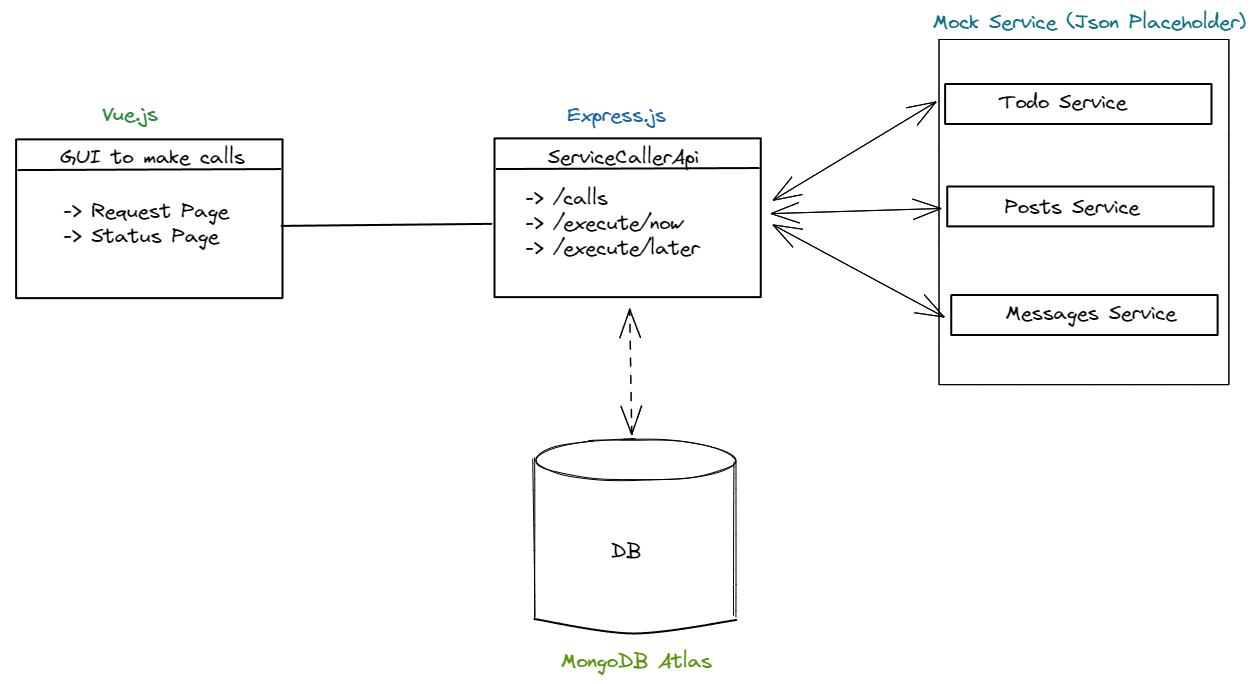 Mock Service (Json Placeholder)
Todo Service
Vue.js
Express.js
GUI to make calls
ServiceCallerApi
-> /calls
-> Request Page
Posts Service
-> /execute/now
-> Status Page
-> /execute/later
Messages Service
DB
MongoDB Atlas